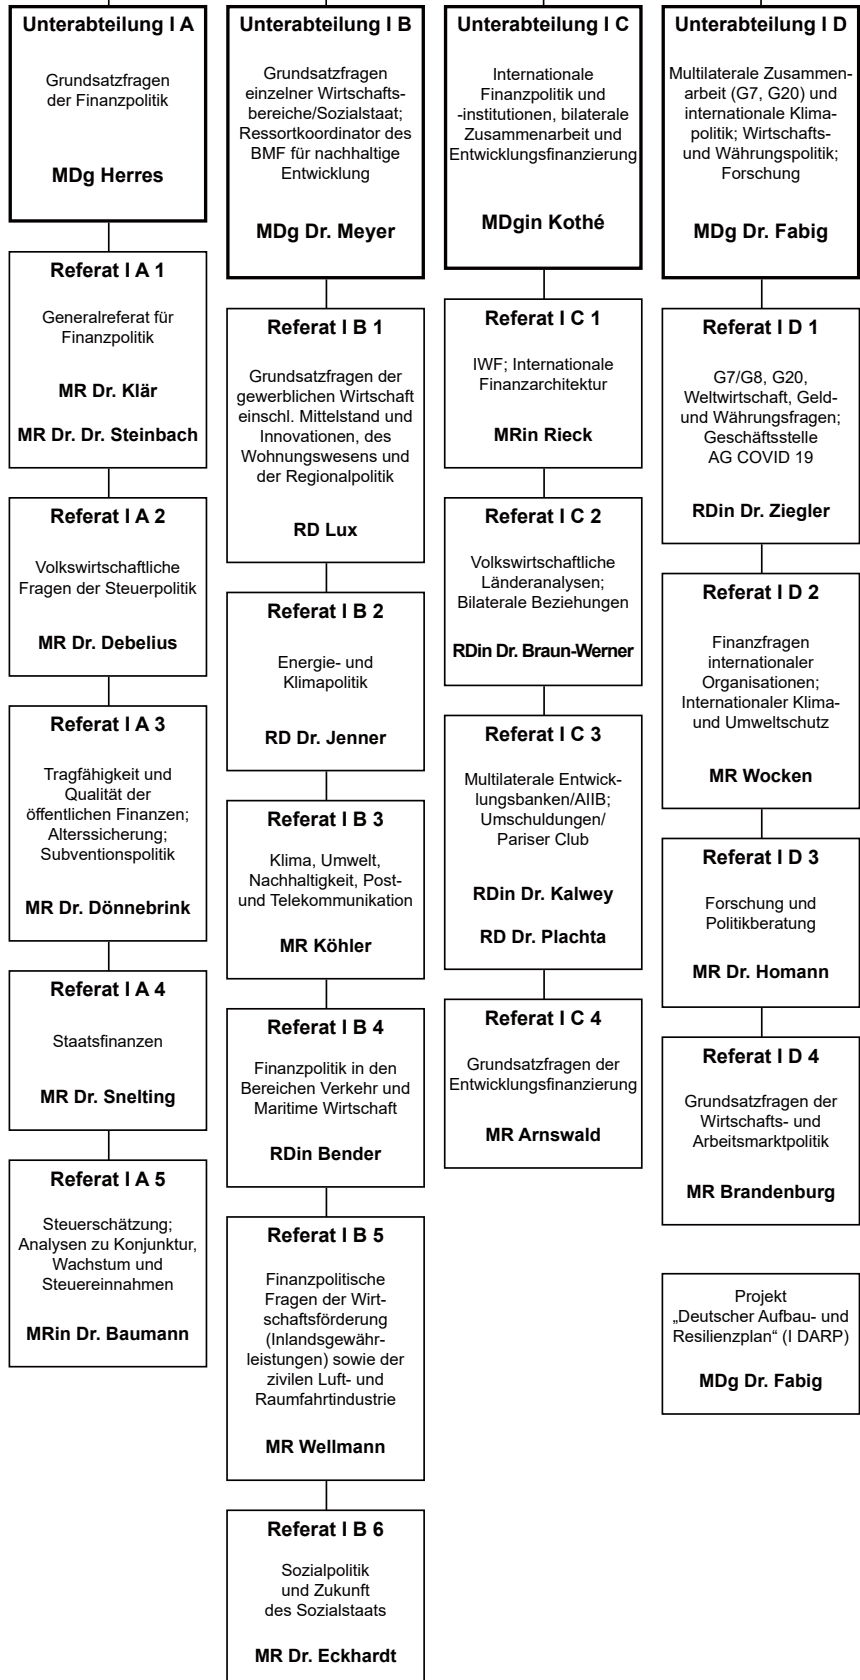 Unterabteilung I A
Grundsatzfragen
der Finanzpolitik
MDg Herres
Referat I A 1
Generalreferat für
Finanzpolitik
MR Dr. Klär
MR Dr. Dr. Steinbach
Referat I A 2
Volkswirtschaftliche
Fragen der Steuerpolitik
MR Dr. Debelius
Referat I A 3
Tragfähigkeit und
Qualität der
öffentlichen Finanzen;
Alterssicherung;
Subventionspolitik
MR Dr. Dönnebrink
Referat I A 4
Staatsfinanzen
MR Dr. Snelting
Referat I A 5
Steuerschätzung;
Analysen zu Konjunktur,
Wachstum und
Steuereinnahmen
MRin Dr. Baumann
Unterabteilung I B
Grundsatzfragen
einzelner Wirtschafts-
bereiche/Sozialstaat;
Ressortkoordinator des
BMF für nachhaltige
Entwicklung
MDg Dr. Meyer
Referat I B 1
Grundsatzfragen der
gewerblichen Wirtschaft
einschl. Mittelstand und
Innovationen, des
Wohnungswesens und
der Regionalpolitik
RD Lux
Referat I B 2
Energie- und
Klimapolitik
RD Dr. Jenner
Referat I B 3
Klima, Umwelt,
Nachhaltigkeit, Post-
und Telekommunikation
MR Köhler
Referat I B 4
Finanzpolitik in den
Bereichen Verkehr und
Maritime Wirtschaft
RDin Bender
Referat I B 5
Finanzpolitische
Fragen der Wirt-
schaftsförderung
(Inlandsgewähr-
leistungen) sowie der
zivilen Luft- und
Raumfahrtindustrie
MR Wellmann
Referat I B 6
Sozialpolitik
und Zukunft
des Sozialstaats
MR Dr. Eckhardt
Unterabteilung I C
Internationale
Finanzpolitik und
-institutionen, bilaterale
Zusammenarbeit und
Entwicklungsfinanzierung
MDgin Kothé
Referat I C 1
IWF; Internationale
Finanzarchitektur
MRin Rieck
Referat I C 2
Volkswirtschaftliche
Länderanalysen;
Bilaterale Beziehungen
RDin Dr. Braun-Werner
Referat I C 3
Multilaterale Entwick-
lungsbanken/AIIB;
Umschuldungen/
Pariser Club
RDin Dr. Kalwey
RD Dr. Plachta
Referat I C 4
Grundsatzfragen der
Entwicklungsfinanzierung
MR Arnswald
Unterabteilung I D
Multilaterale Zusammen-
arbeit (G7, G20) und
internationale Klima-
politik; Wirtschafts-
und Währungspolitik;
Forschung
MDg Dr. Fabig
Referat I D 1
G7/G8, G20,
Weltwirtschaft, Geld-
und Währungsfragen;
Geschäftsstelle
AG COVID 19
RDin Dr. Ziegler
Referat I D 2
Finanzfragen
internationaler
Organisationen;
Internationaler Klima-
und Umweltschutz
MR Wocken
Referat I D 3
Forschung und
Politikberatung
MR Dr. Homann
Referat I D 4
Grundsatzfragen der
Wirtschafts- und
Arbeitsmarktpolitik
MR Brandenburg
Projekt
„Deutscher Aufbau- und
Resilienzplan“ (I DARP)
MDg Dr. Fabig